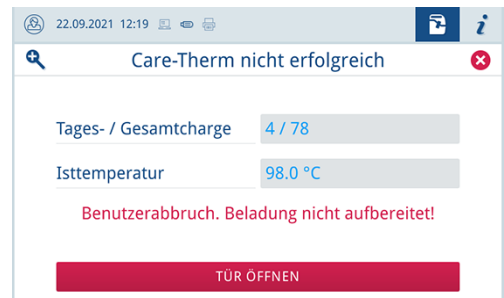 22.09.2021 12:19
i
Care-Therm nicht erfolgreich
Tages- / Gesamtcharge 4 / 78
Isttemperatur 98.0 °C
Benutzerabbruch. Beladung nicht aufbereitet!
TÜR ÖFFNEN